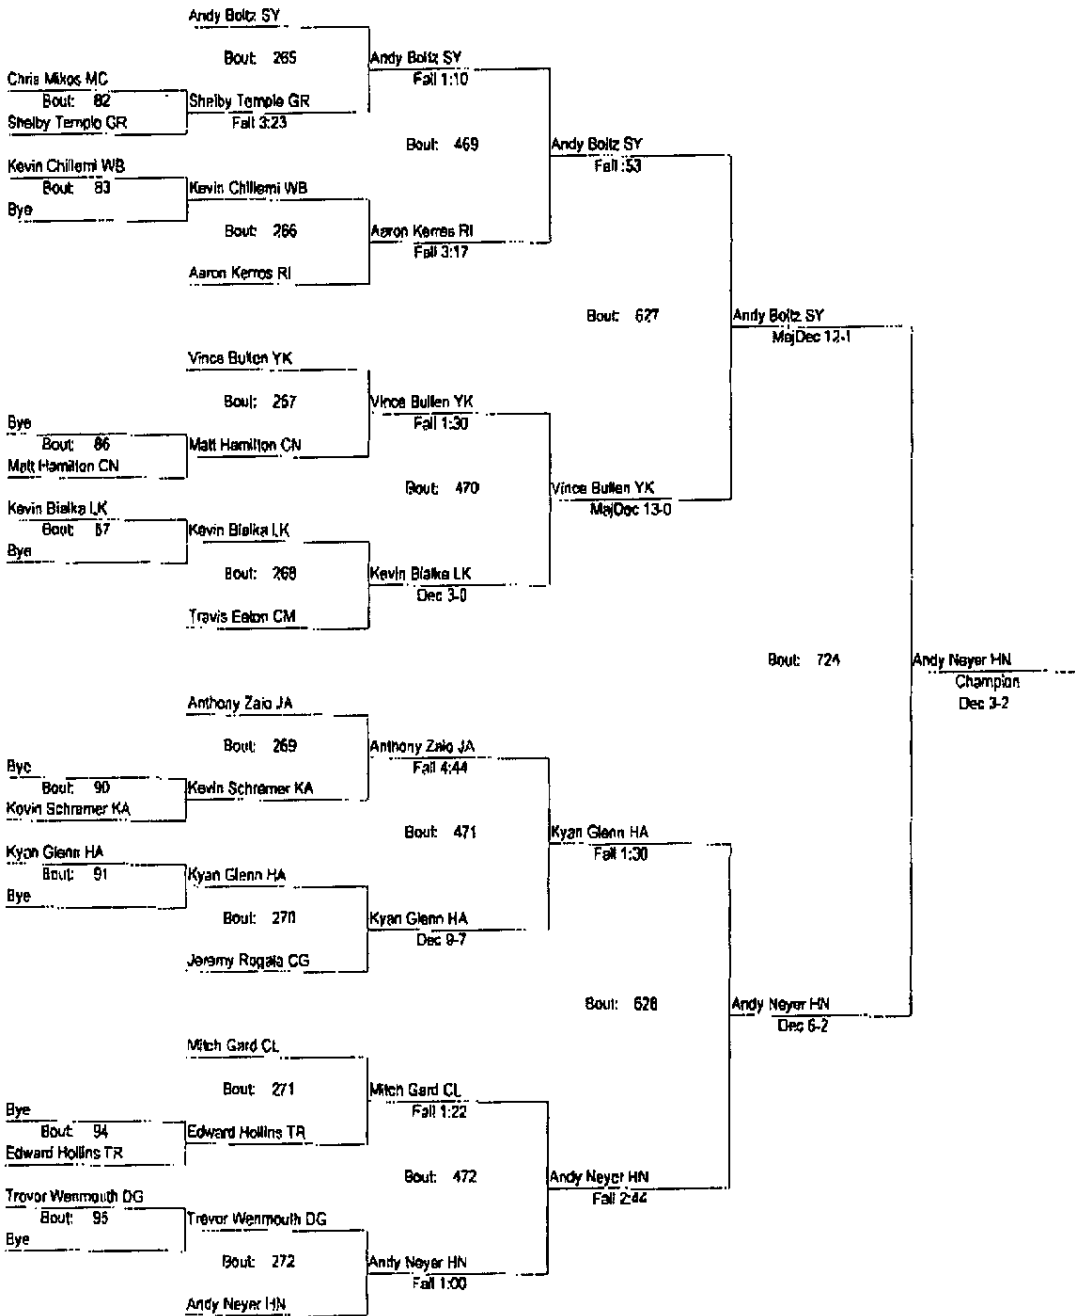 Andy Boltz SY
Bout: 265
Andy Boltz SY
Fall 1:10
Chris Mikos MC
Bout: 82
Shelby Temple GR
Shelby Temple GR
Fall 3:23
Bout: 469
Andy Boltz SY
Fall :53
Kevin Chillemi WB
Bout: 83
Bye
Kevin Chillemi WB
Bout: 266
Aaron Kerros RI
Fall 3:17
Aaron Kerros RI
Bout: 627
Andy Boltz SY
MajDec 12-1
Vince Bullen YK
Bout: 267
Vince Bullen YK
Fall 1:30
Bye
Bout: 86
Matt Hamilton CN
Matt Hamilton CN
Bout: 470
Vince Bullen YK
MajDec 13-0
Kevin Bialka LK
Bout: 87
Bye
Kevin Bialka LK
Bout: 268
Kevin Bialka LK
Dec 3-0
Travis Eaton CM
Bout: 724
Andy Neyer HN
Champion
Dec 3-2
Anthony Zaio JA
Bout: 269
Anthony Zaio JA
Fall 4:44
Bye
Bout: 90
Kevin Schramer KA
Kevin Schramer KA
Bout: 471
Kyan Glenn HA
Fall 1:30
Kyan Glenn HA
Bout: 91
Bye
Kyan Glenn HA
Bout: 270
Kyan Glenn HA
Dec 9-7
Jeremy Rogala CG
Bout: 628
Andy Neyer HN
Dec 6-2
Mitch Gard CL
Bout: 271
Mitch Gard CL
Fall 1:22
Bye
Bout: 94
Edward Hollins TR
Edward Hollins TR
Bout: 472
Andy Neyer HN
Fall 2:44
Trevor Wenmouth DG
Bout: 95
Bye
Trevor Wenmouth DG
Bout: 272
Andy Neyer HN
Fall 1:00
Andy Neyer HN